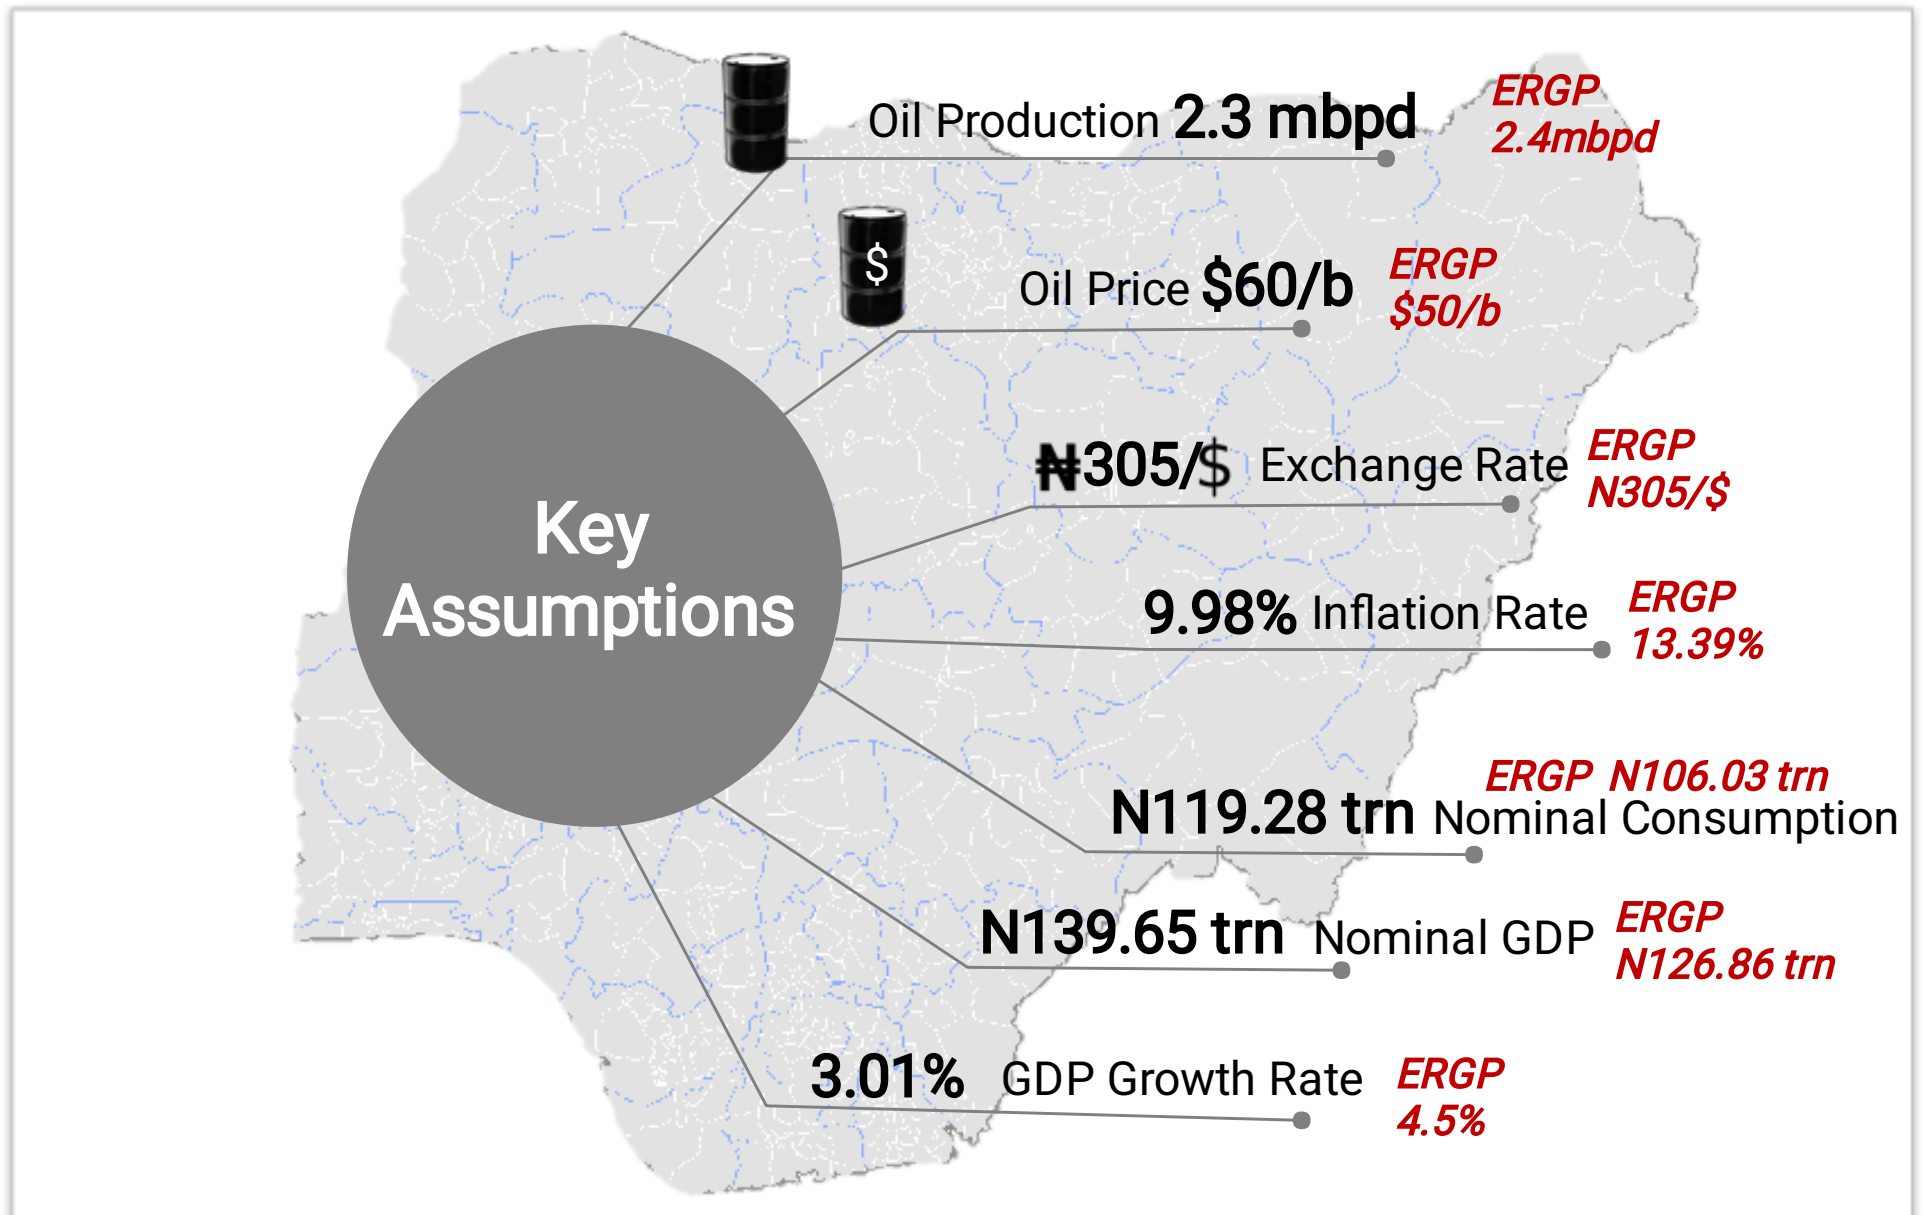 Oil Production 2.3 mbpd
ERGP
2.4mbpd
$
Oil Price $60/b
ERGP
$50/b
₦305/$ Exchange Rate
ERGP
N305/$
Key
Assumptions
9.98% Inflation Rate
ERGP
13.39%
ERGP N106.03 trn
N119.28 trn Nominal Consumption
N139.65 trn Nominal GDP
ERGP
N126.86 trn
3.01% GDP Growth Rate
ERGP
4.5%